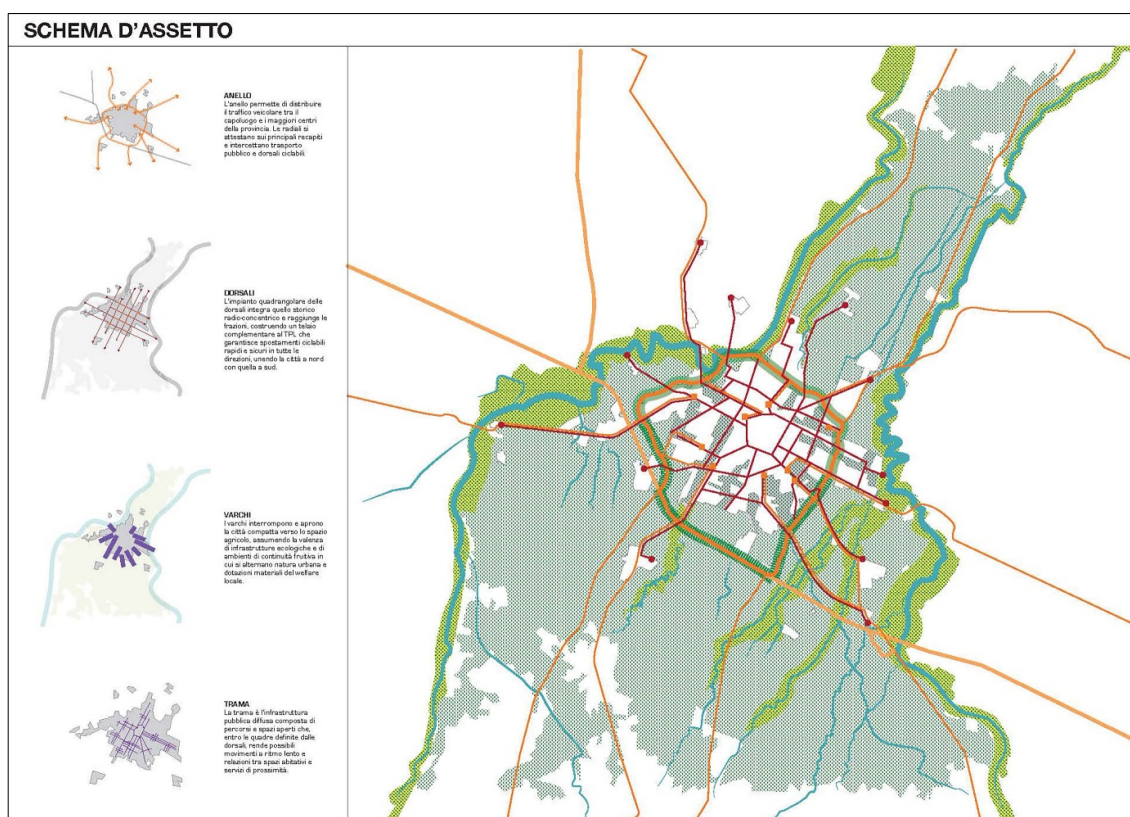 SCHEMA D'ASSETTO
ANELLO
L'anello permette di distribuire
il traffico veicolare tra il
capoluogo e i maggiori centri
della provincia. Le radiali si
attestano sui principali recapiti
e intercettano trasporto
pubblico e dorsali ciclabili.
DORSALI
L'impianto quadrangolare delle
dorsali integra quello storico
radio-concentrico e raggiunge le
frazioni, costruendo un telaio
complementare al TPL che
garantisce spostamenti ciclabili
rapidi e sicuri in tutte le
direzioni, unendo la città a nord
con quella a sud.
VARCHI
I varchi interrompono e aprono
la città compatta verso lo spazio
agricolo, assumendo la valenza
di infrastrutture ecologiche e di
ambienti di continuità fruitiva in
cui si alternano natura urbana e
dotazioni materiali del welfare
locale.
TRAMA
La trama è l'infrastruttura
pubblica diffusa composta di
percorsi e spazi aperti che,
entro le quadre definite dalle
dorsali, rende possibili
movimenti a ritmo lento e
relazioni tra spazi abitativi e
servizi di prossimità.